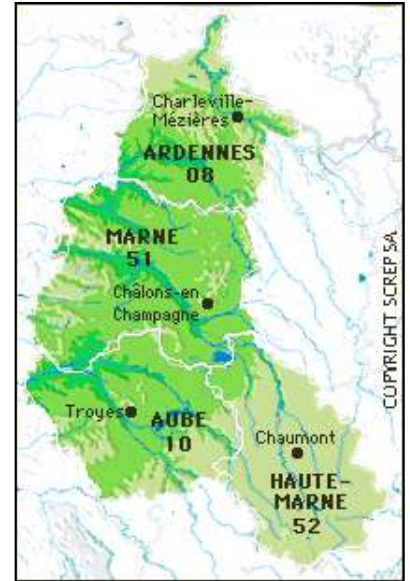 Charleville-
Mézières
ARDENNES
08
MARNE
51
Châlons-en
Champagne
Troyes
AUBE
10
Chaumont
HAUTE-
MARNE
52
COPYRIGHT SCREP SA